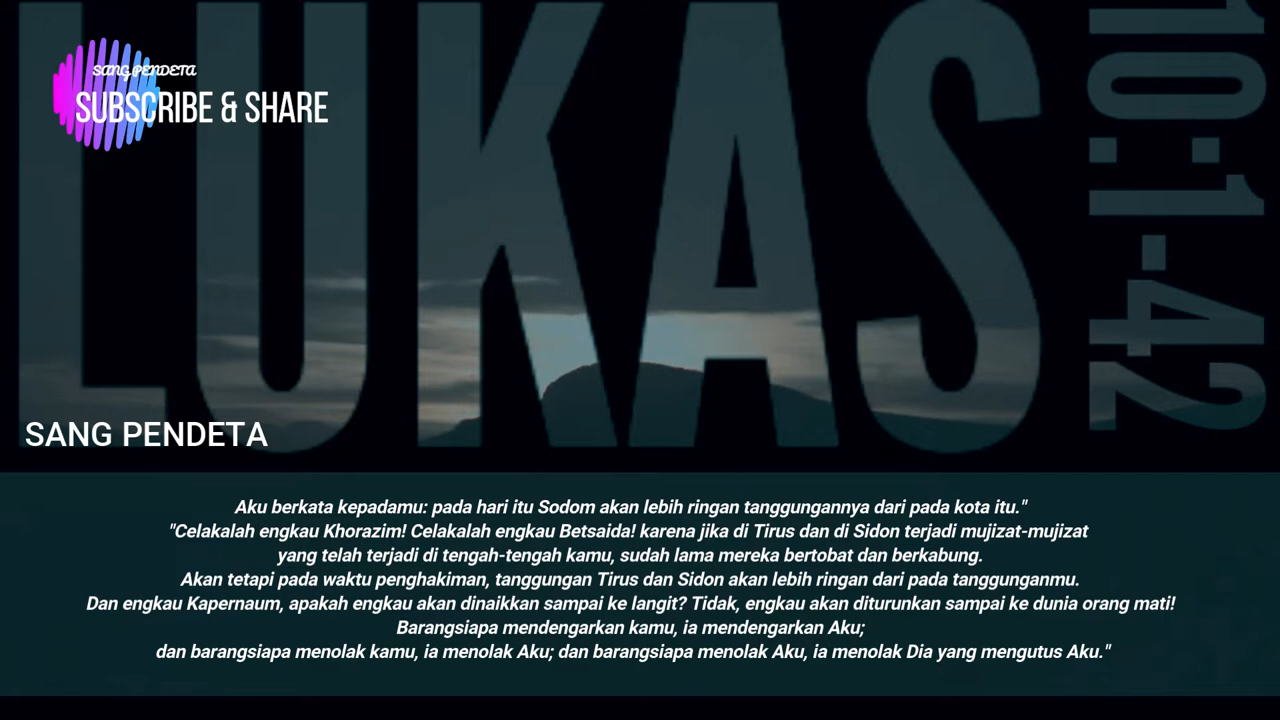 LUKAS
10:1-42
SANG PENDETA
SUBSCRIBE & SHARE
SANG PENDETA
Aku berkata kepadamu: pada hari itu Sodom akan lebih ringan tanggungannya dari pada kota itu."
"Celakalah engkau Khorazim! Celakalah engkau Betsaida! karena jika di Tirus dan di Sidon terjadi mujizat-mujizat
yang telah terjadi di tengah-tengah kamu, sudah lama mereka bertobat dan berkabung.
Akan tetapi pada waktu penghakiman, tanggungan Tirus dan Sidon akan lebih ringan dari pada tanggunganmu.
Dan engkau Kapernaum, apakah engkau akan dinaikkan sampai ke langit? Tidak, engkau akan diturunkan sampai ke dunia orang mati!
Barangsiapa mendengarkan kamu, ia mendengarkan Aku;
dan barangsiapa menolak kamu, ia menolak Aku; dan barangsiapa menolak Aku, ia menolak Dia yang mengutus Aku."